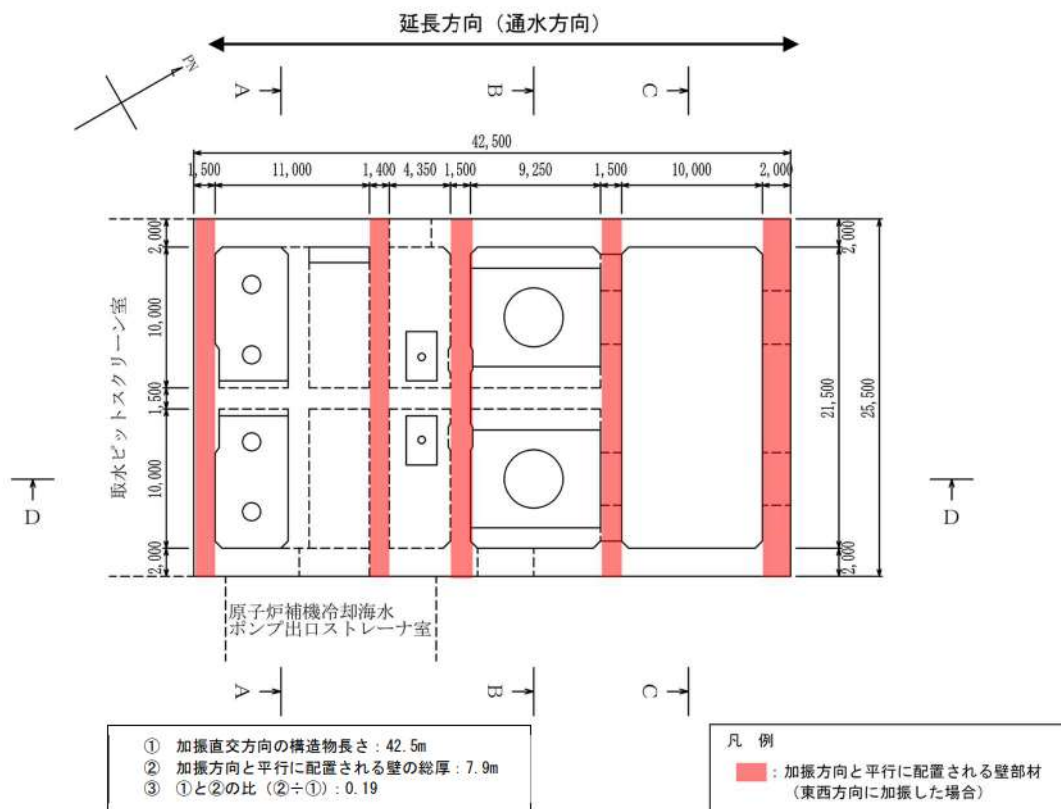 延長方向（通水方向）
PN
A
B
C
42,500
1,500
11,000
1,400
4,350
1,500
9,250
1,500
10,000
2,000
2,000
10,000
1,500
10,000
2,000
2,000
21,500
25,500
2,000
取水ピットスクリーン室
D
D
原子炉補機冷却海水
ポンプ出口ストレーナ室
A
B
C
① 加振直交方向の構造物長さ：42.5m
② 加振方向と平行に配置される壁の総厚：7.9m
③ ①と②の比（②÷①）：0.19
凡 例
：加振方向と平行に配置される壁部材
（東西方向に加振した場合）